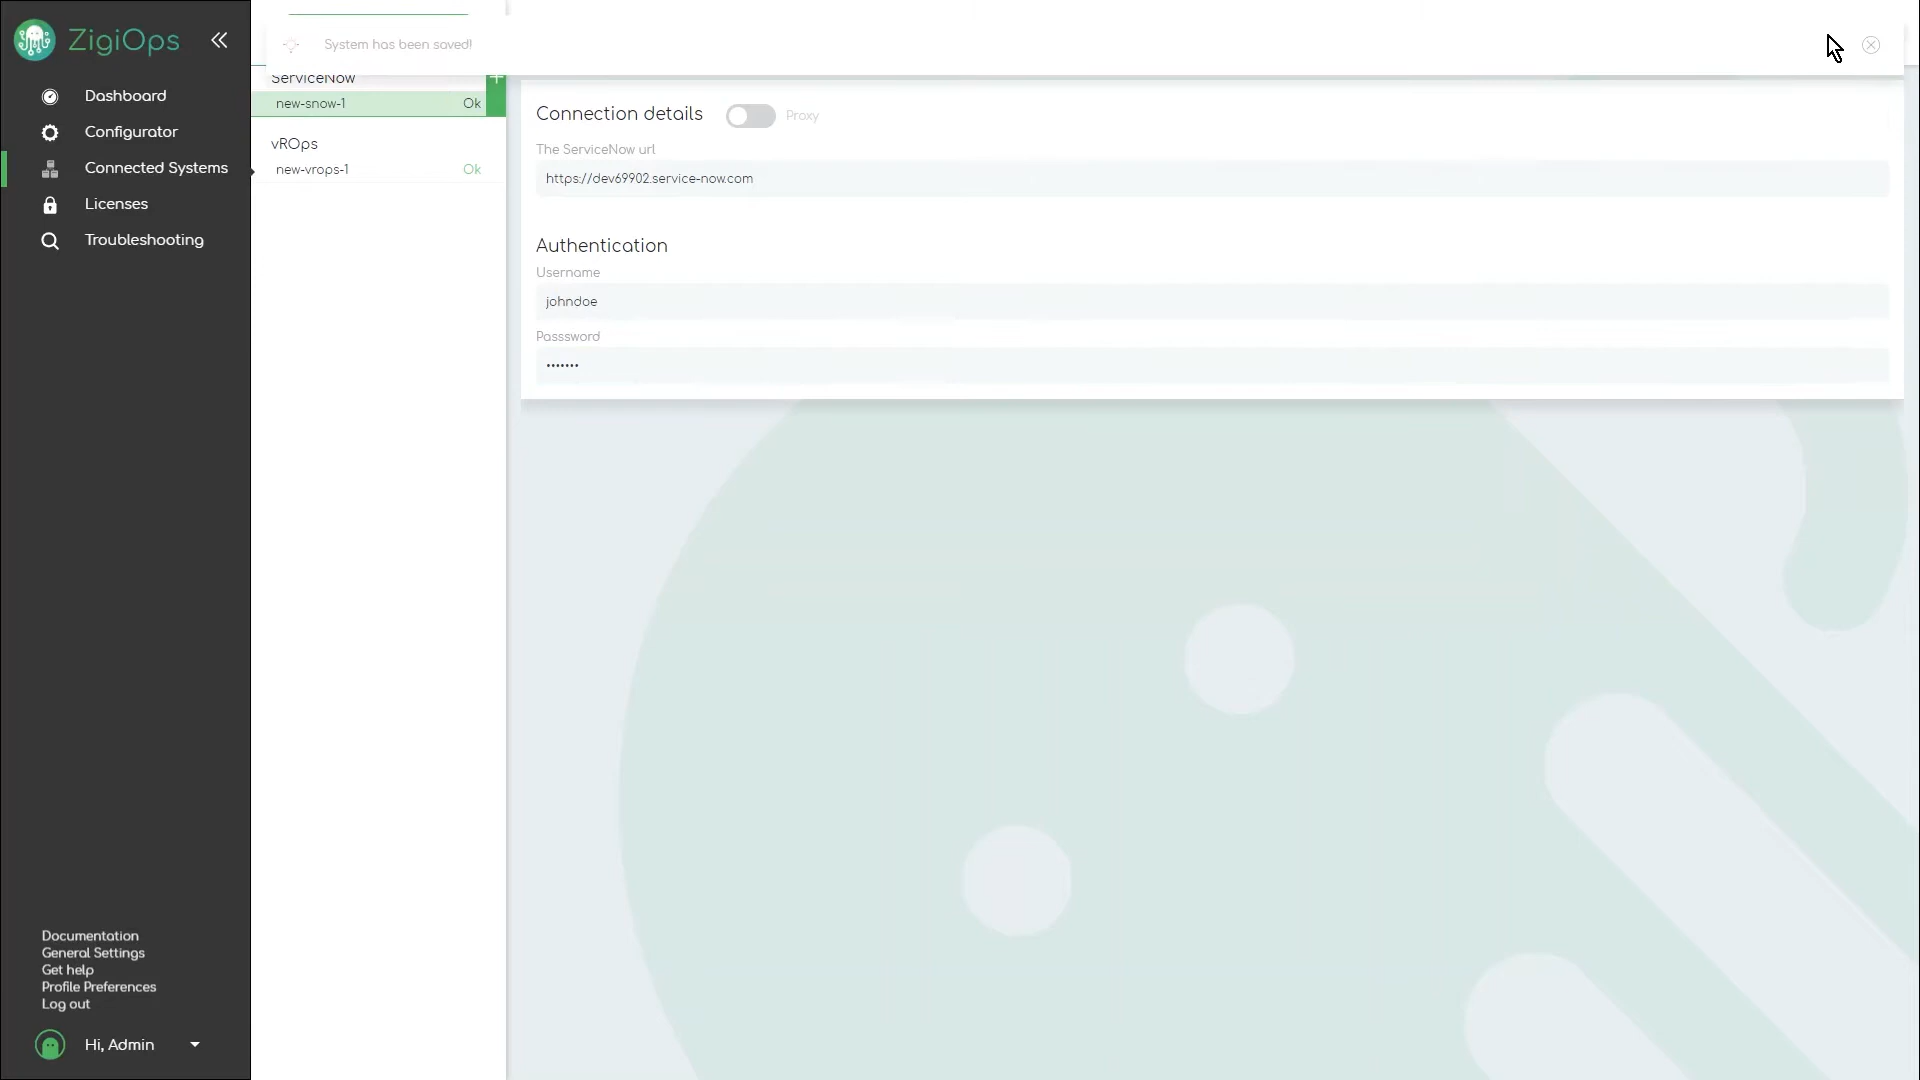 ZigiOps
Dashboard
Configurator
Connected Systems
Licenses
Troubleshooting
Documentation
General Settings
Get help
Profile Preferences
Log out
Hi, Admin
System has been saved!
ServiceNow
+
new-snow-1 Ok
vROps
new-vrops-1 Ok
Connection details Proxy
The ServiceNow url
https://dev69902.service-now.com
Authentication
Username
johndoe
Passsword
•••••••